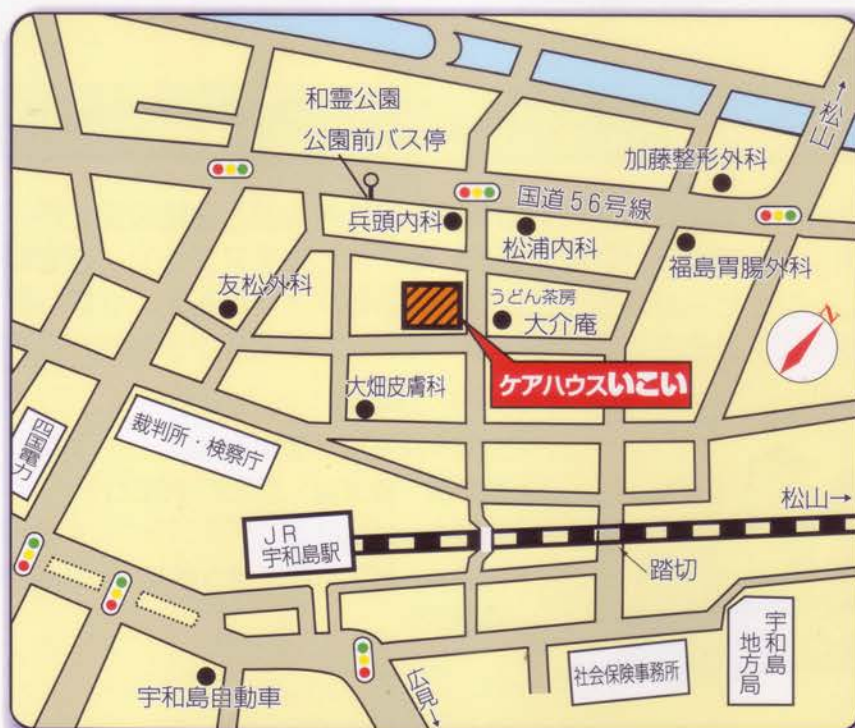 和霊公園
公園前バス停
↑松山
加藤整形外科
国道56号線
兵頭内科
松浦内科
福島胃腸外科
友松外科
うどん茶房
大介庵
N
ケアハウスいこい
大畑皮膚科
裁判所・検察庁
四国電力
松山→
JR
宇和島駅
踏切
宇和島自動車
広見↓
社会保険事務所
宇和島
地方局